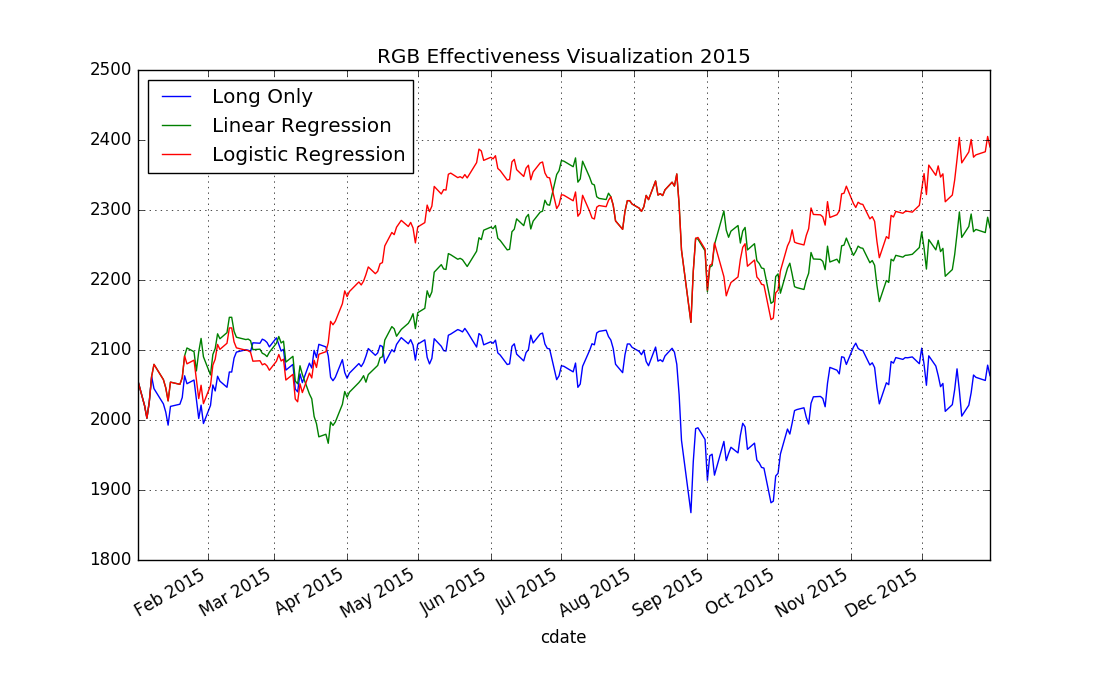 RGB Effectiveness Visualization 2015
2500
2400
2300
2200
2100
2000
1900
1800
Long Only
Linear Regression
Logistic Regression
Feb 2015
Mar 2015
Apr 2015
May 2015
Jun 2015
Jul 2015
Aug 2015
Sep 2015
Oct 2015
Nov 2015
Dec 2015
cdate